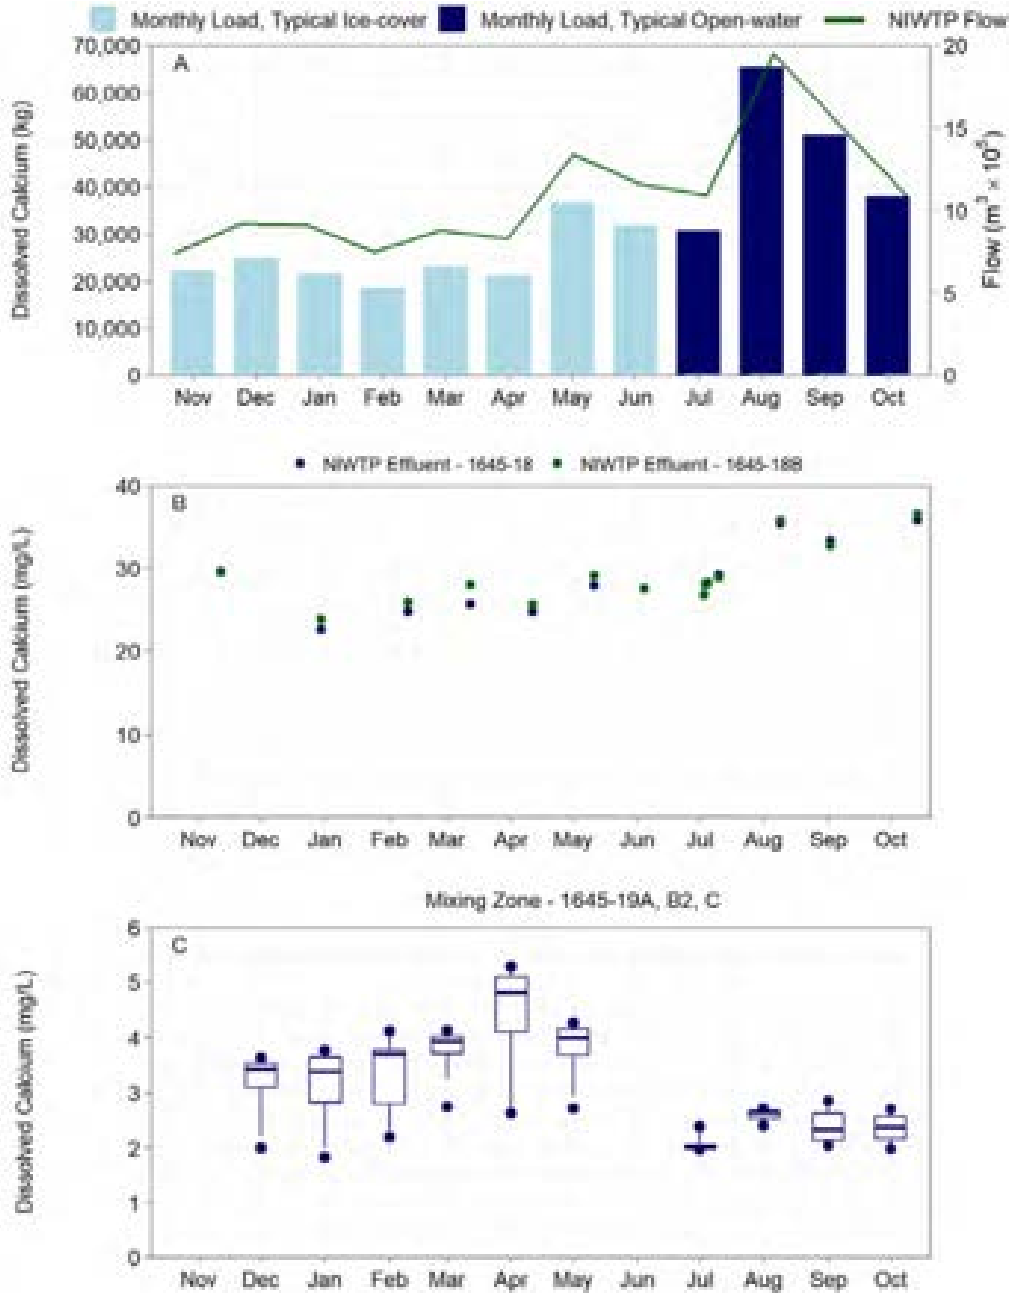 Monthly Load, Typical Ice-cover Monthly Load, Typical Open-water NIWTP Flow
A
Dissolved Calcium (kg)
70,000
60,000
50,000
40,000
30,000
20,000
10,000
0
20
15
10
5
0
Flow (m³ × 10⁵)
Nov Dec Jan Feb Mar Apr May Jun Jul Aug Sep Oct
NIWTP Effluent - 1645-18 NIWTP Effluent - 1645-18B
B
Dissolved Calcium (mg/L)
40
30
20
10
0
Nov Dec Jan Feb Mar Apr May Jun Jul Aug Sep Oct
Mixing Zone - 1645-19A, B2, C
C
Dissolved Calcium (mg/L)
6
5
4
3
2
1
0
Nov Dec Jan Feb Mar Apr May Jun Jul Aug Sep Oct